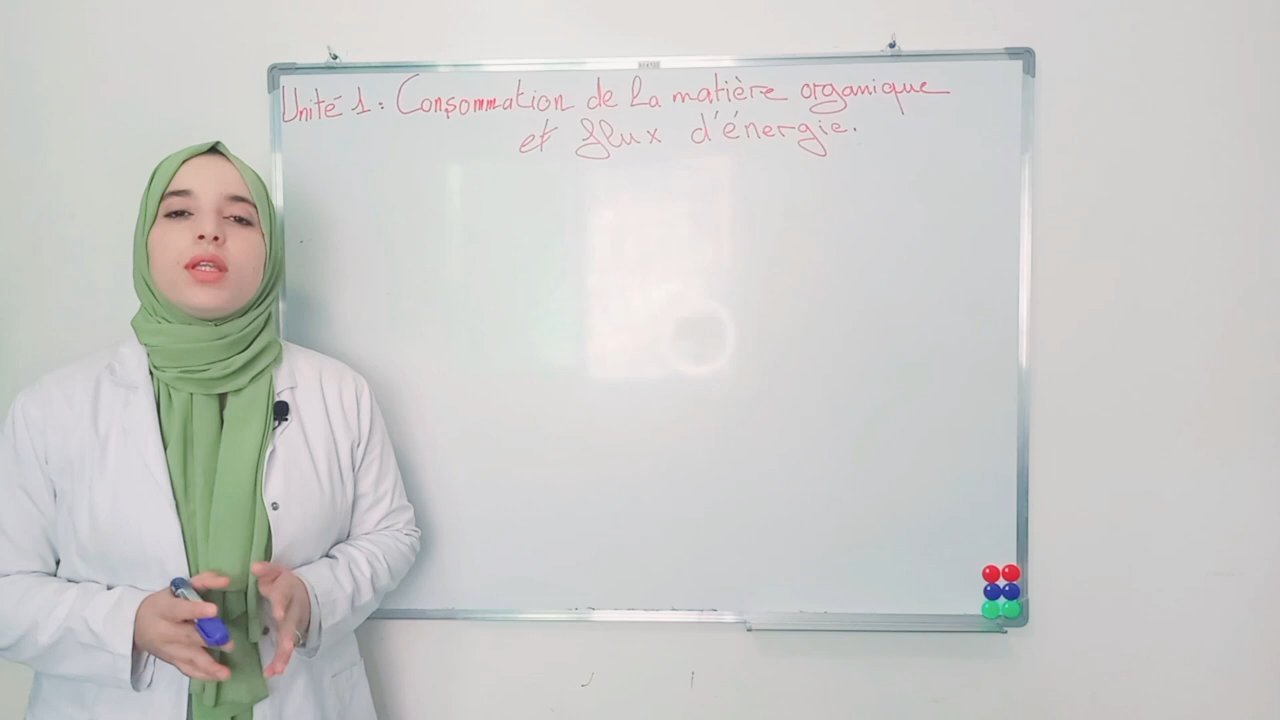 Unité 1 : Consommation de la matière organique
et flux d'énergie.